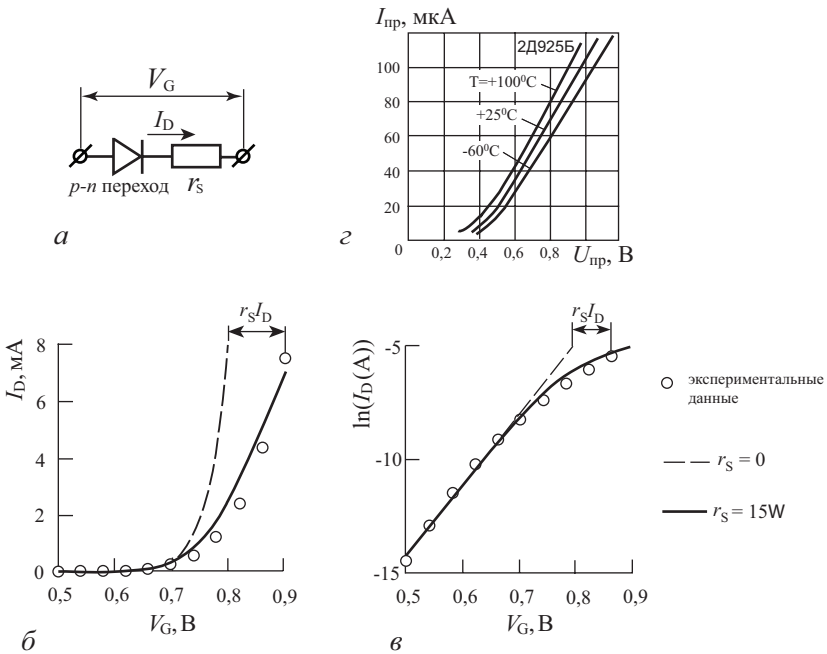 V_G
I_D
p-n переход
r_S
а
I_пр, мкА
2Д925Б
T=+100⁰C
+25⁰C
-60⁰C
100
80
60
40
20
0
0,2 0,4 0,6 0,8
U_пр, В
г
r_S I_D
I_D, мА
8
6
4
2
0
0,5 0,6 0,7 0,8 0,9
V_G, В
б
r_S I_D
ln(I_D(A))
-5
-10
-15
0,5 0,6 0,7 0,8 0,9
V_G, В
в
экспериментальные
данные
r_S = 0
r_S = 15W